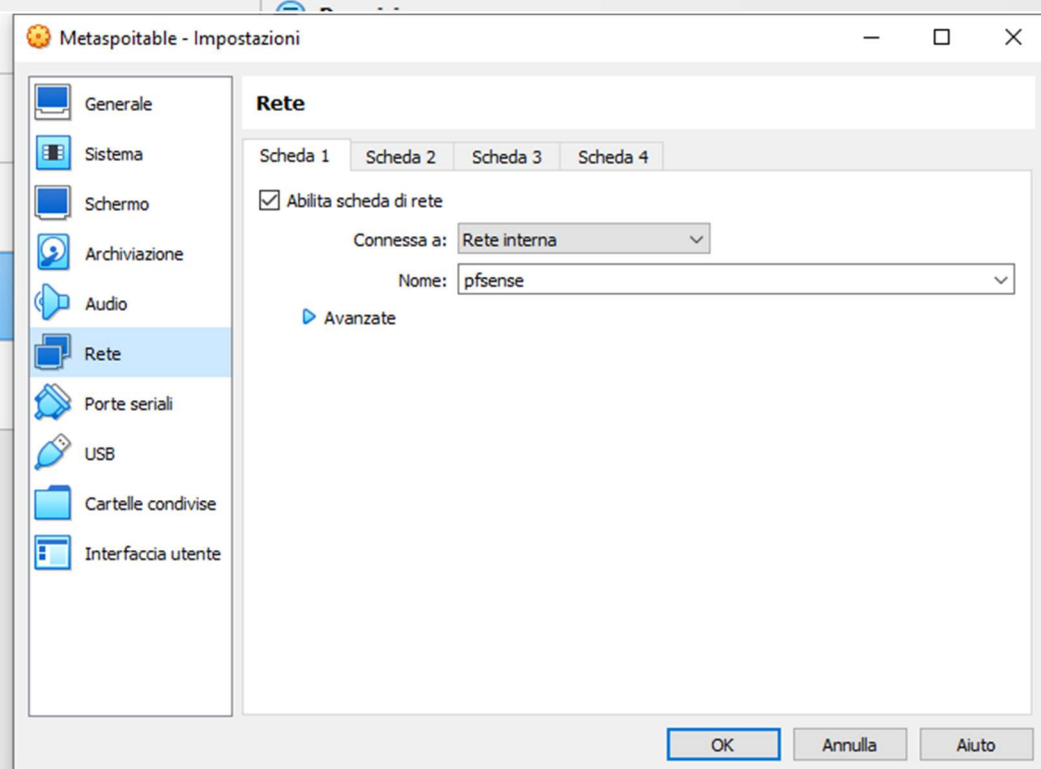 Metaspoitable - Impostazioni
Generale
Sistema
Schermo
Archiviazione
Audio
Rete
Porte seriali
USB
Cartelle condivise
Interfaccia utente
Rete
Scheda 1 Scheda 2 Scheda 3 Scheda 4
Abilita scheda di rete
Connessa a: Rete interna
Nome: pfsense
Avanzate
OK Annulla Aiuto